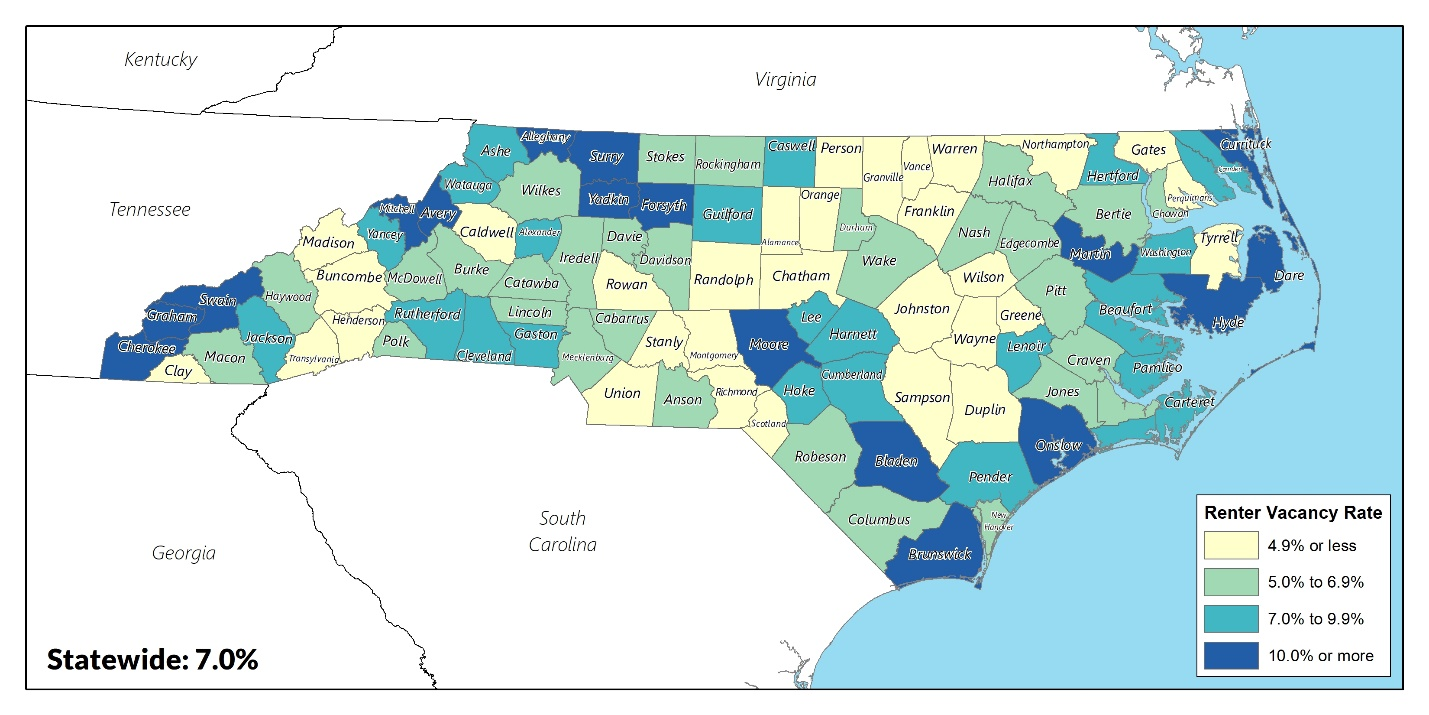 Kentucky
Virginia
Tennessee
Georgia
South
Carolina
Alleghany
Ashe
Surry
Stokes
Rockingham
Caswell
Person
Granville
Vance
Warren
Northampton
Gates
Currituck
Camden
Hertford
Halifax
Watauga
Wilkes
Yadkin
Forsyth
Guilford
Alamance
Orange
Durham
Franklin
Nash
Edgecombe
Bertie
Chowan
Perquimans
Mitchell
Avery
Yancey
Caldwell
Alexander
Iredell
Davie
Davidson
Madison
Buncombe
McDowell
Burke
Catawba
Rowan
Randolph
Chatham
Wake
Wilson
Johnston
Pitt
Martin
Washington
Tyrrell
Dare
Hyde
Beaufort
Swain
Haywood
Graham
Jackson
Cherokee
Macon
Clay
Transylvania
Henderson
Polk
Rutherford
Cleveland
Lincoln
Gaston
Mecklenburg
Cabarrus
Stanly
Montgomery
Moore
Lee
Harnett
Wayne
Greene
Lenoir
Craven
Pamlico
Jones
Carteret
Union
Anson
Richmond
Scotland
Hoke
Cumberland
Sampson
Duplin
Onslow
Robeson
Bladen
Pender
Columbus
New
Hanover
Brunswick
Renter Vacancy Rate
4.9% or less
5.0% to 6.9%
7.0% to 9.9%
10.0% or more
Statewide: 7.0%